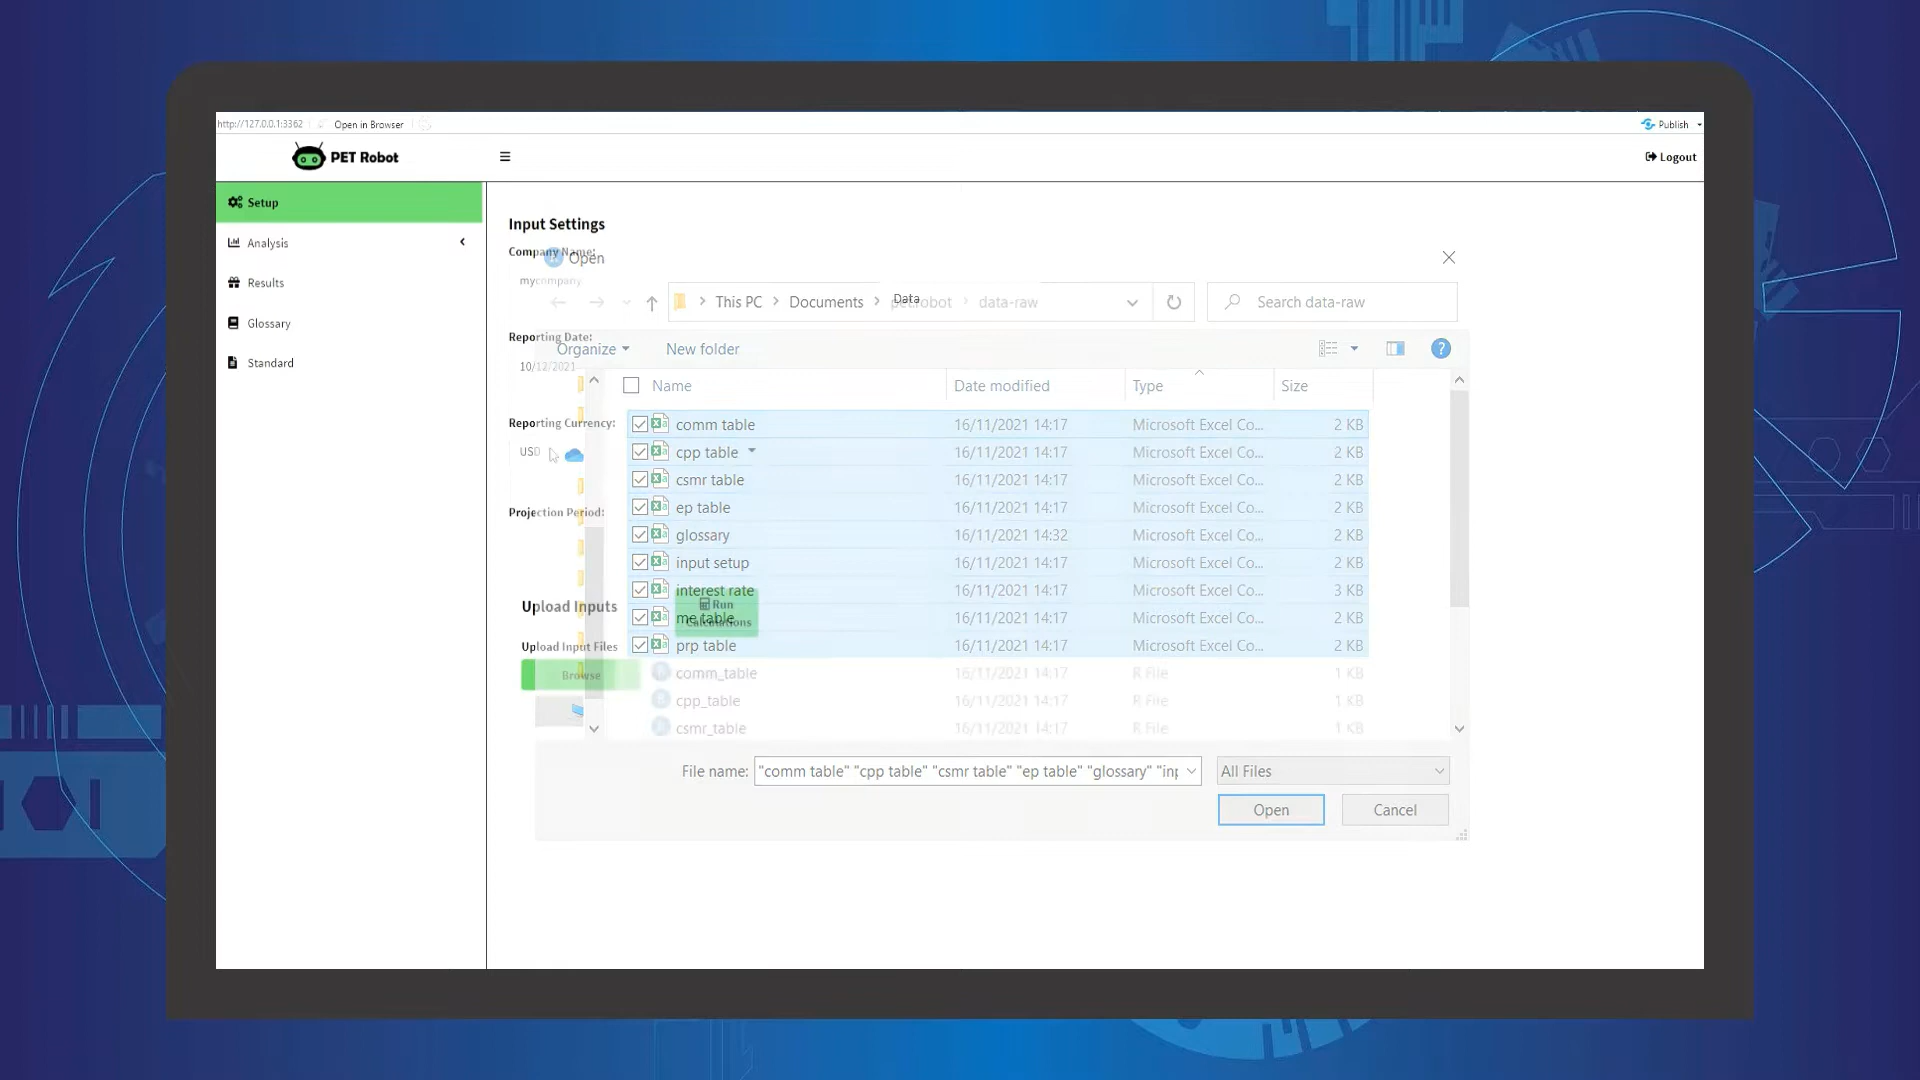 http://127.0.0.1:3362 Open in Browser Publish
PET Robot
Logout
Setup
Analysis
Results
Glossary
Standard
Input Settings
Company Name:
mycompany
Open
This PC > Documents > petrobot > data-raw
Data
Search data-raw
Reporting Date:
10/12/2021
Organize New folder
Name Date modified Type Size
Reporting Currency:
USD
comm table 16/11/2021 14:17 Microsoft Excel Co... 2 KB
cpp table 16/11/2021 14:17 Microsoft Excel Co... 2 KB
csmr table 16/11/2021 14:17 Microsoft Excel Co... 2 KB
ep table 16/11/2021 14:17 Microsoft Excel Co... 2 KB
Projection Period:
glossary 16/11/2021 14:32 Microsoft Excel Co... 2 KB
input setup 16/11/2021 14:17 Microsoft Excel Co... 2 KB
interest rate 16/11/2021 14:17 Microsoft Excel Co... 3 KB
Run
Calculations
Upload Inputs
me table 16/11/2021 14:17 Microsoft Excel Co... 2 KB
prp table 16/11/2021 14:17 Microsoft Excel Co... 2 KB
Upload Input Files
Browse
comm_table 16/11/2021 14:17 R File 1 KB
cpp_table 16/11/2021 14:17 R File 1 KB
csmr_table 16/11/2021 14:17 R File 1 KB
File name: "comm table" "cpp table" "csmr table" "ep table" "glossary" "inp
All Files
Open Cancel